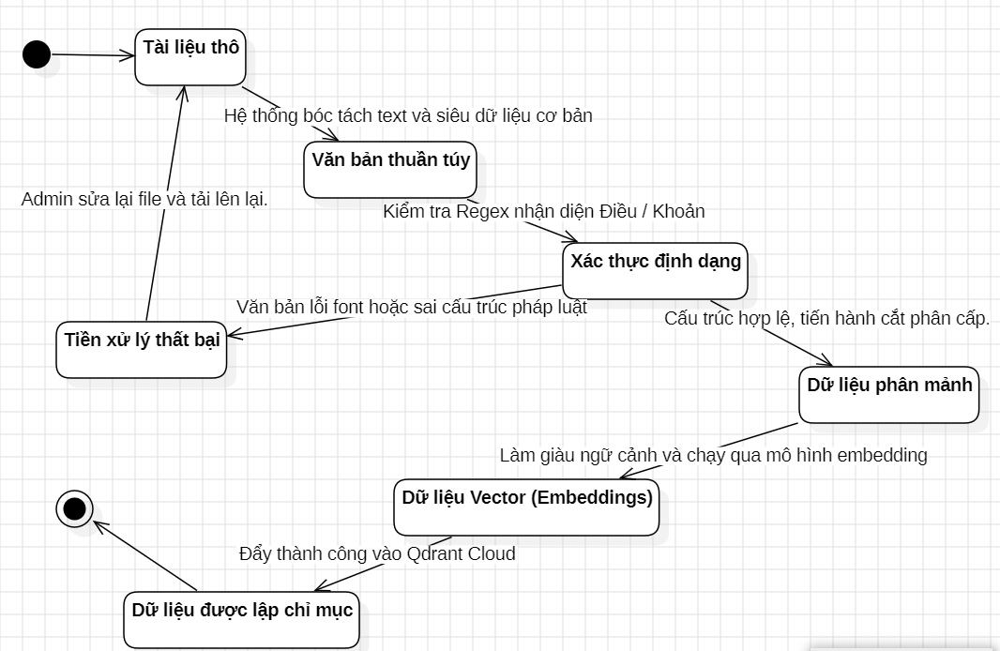 Tài liệu thô
Hệ thống bóc tách text và siêu dữ liệu cơ bản
Văn bản thuần túy
Admin sửa lại file và tải lên lại.
Kiểm tra Regex nhận diện Điều / Khoản
Xác thực định dạng
Văn bản lỗi font hoặc sai cấu trúc pháp luật
Cấu trúc hợp lệ, tiến hành cắt phân cấp.
Tiền xử lý thất bại
Dữ liệu phân mảnh
Làm giàu ngữ cảnh và chạy qua mô hình embedding
Dữ liệu Vector (Embeddings)
Đẩy thành công vào Qdrant Cloud
Dữ liệu được lập chỉ mục